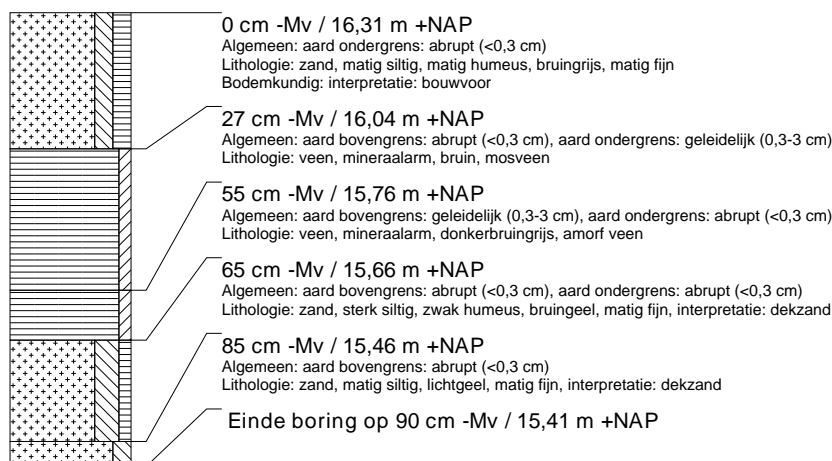 0 cm -Mv / 16,31 m +NAP
Algemeen: aard ondergrens: abrupt (<0,3 cm)
Lithologie: zand, matig siltig, matig humeus, bruingrijs, matig fijn
Bodemkundig: interpretatie: bouwvoor
27 cm -Mv / 16,04 m +NAP
Algemeen: aard bovengrens: abrupt (<0,3 cm), aard ondergrens: geleidelijk (0,3-3 cm)
Lithologie: veen, mineraalarm, bruin, mosveen
55 cm -Mv / 15,76 m +NAP
Algemeen: aard bovengrens: geleidelijk (0,3-3 cm), aard ondergrens: abrupt (<0,3 cm)
Lithologie: veen, mineraalarm, donkerbruingrijs, amorf veen
65 cm -Mv / 15,66 m +NAP
Algemeen: aard bovengrens: abrupt (<0,3 cm), aard ondergrens: abrupt (<0,3 cm)
Lithologie: zand, sterk siltig, zwak humeus, bruingeel, matig fijn, interpretatie: dekzand
85 cm -Mv / 15,46 m +NAP
Algemeen: aard bovengrens: abrupt (<0,3 cm)
Lithologie: zand, matig siltig, lichtgeel, matig fijn, interpretatie: dekzand
Einde boring op 90 cm -Mv / 15,41 m +NAP